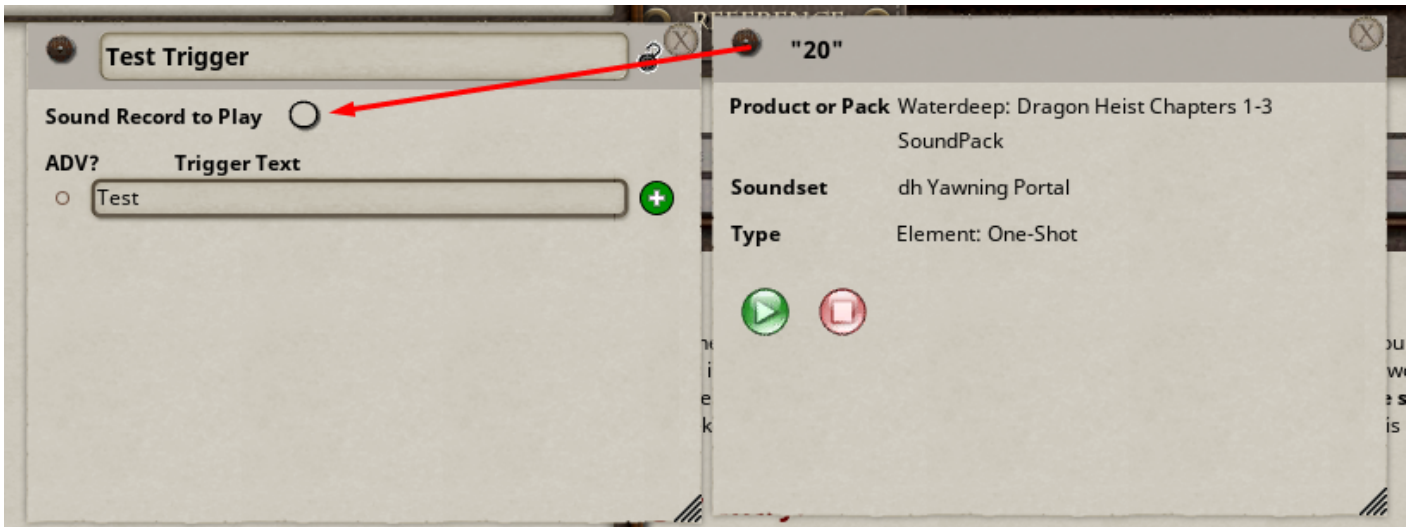 REFERENCE
Test Trigger
Sound Record to Play
ADV? Trigger Text
Test
"20"
Product or Pack Waterdeep: Dragon Heist Chapters 1-3
SoundPack
Soundset dh Yawning Portal
Type Element: One-Shot